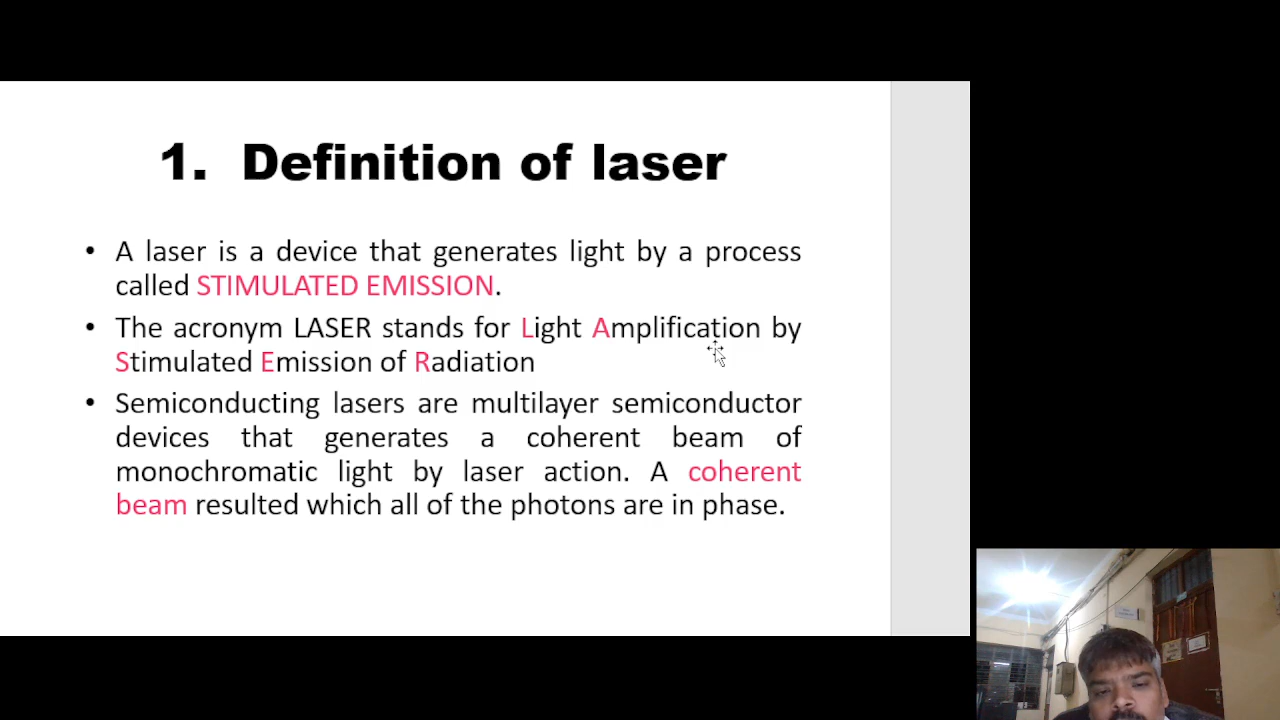 1. Definition of laser
• A laser is a device that generates light by a process
called STIMULATED EMISSION.
• The acronym LASER stands for Light Amplification by
Stimulated Emission of Radiation
• Semiconducting lasers are multilayer semiconductor
devices that generates a coherent beam of
monochromatic light by laser action. A coherent
beam resulted which all of the photons are in phase.